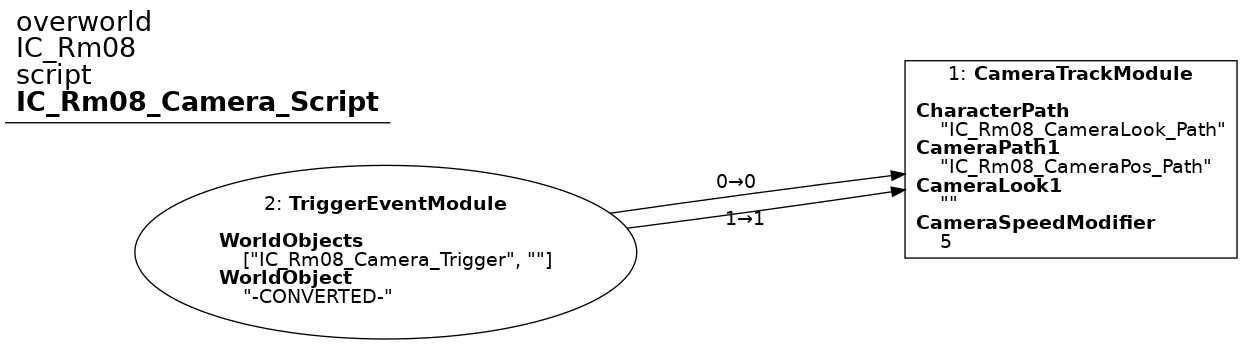 overworld
IC_Rm08
script
IC_Rm08_Camera_Script
1: CameraTrackModule
CharacterPath
"IC_Rm08_CameraLook_Path"
CameraPath1
"IC_Rm08_CameraPos_Path"
CameraLook1
""
CameraSpeedModifier
5
0→0
1→1
2: TriggerEventModule
WorldObjects
["IC_Rm08_Camera_Trigger", ""]
WorldObject
"-CONVERTED-"